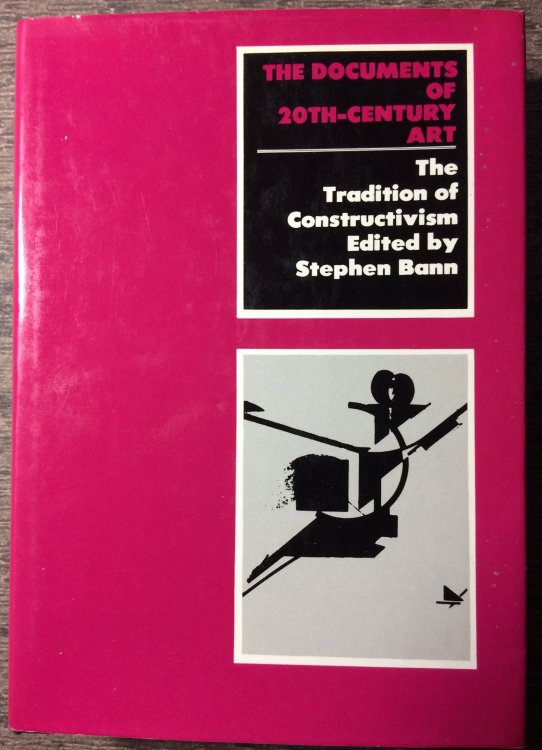 THE DOCUMENTS
OF
20TH-CENTURY
ART
The
Tradition of
Constructivism
Edited by
Stephen Bann